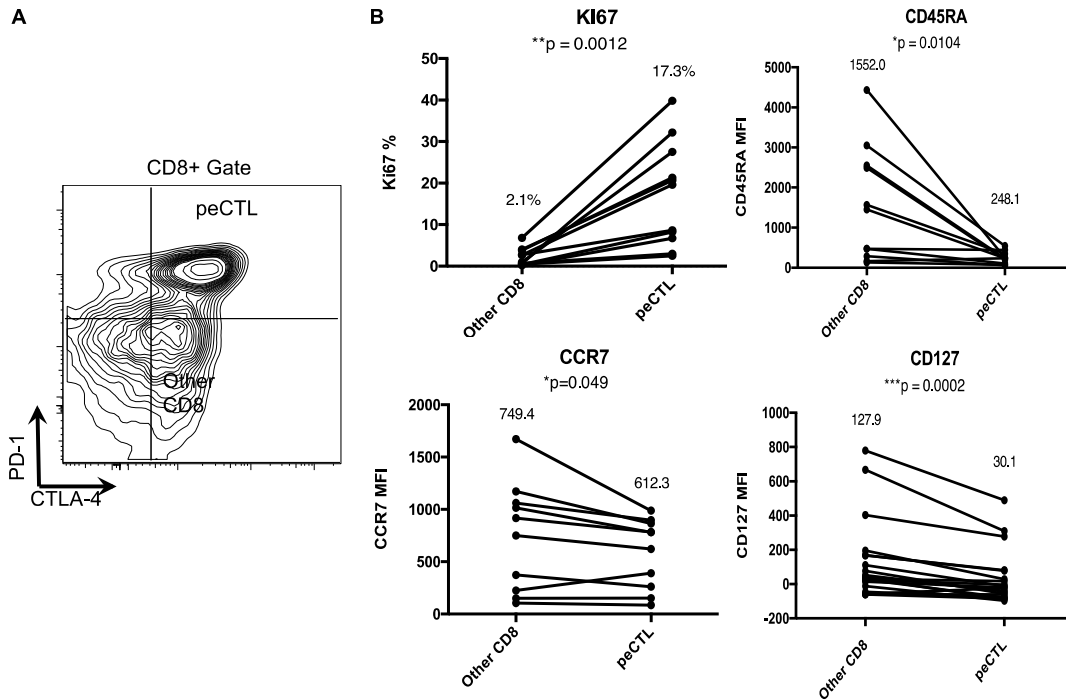 A
CD8+ Gate
peCTL
Other
CD8
PD-1
CTLA-4
B
KI67
**p = 0.0012
17.3%
2.1%
Ki67 %
50
40
30
20
10
0
Other CD8
peCTL
CD45RA
*p = 0.0104
1552.0
248.1
CD45RA MFI
5000
4000
3000
2000
1000
0
Other CD8
peCTL
CCR7
*p=0.049
749.4
612.3
CCR7 MFI
2000
1500
1000
500
0
Other CD8
peCTL
CD127
***p = 0.0002
127.9
30.1
CD127 MFI
1000
800
600
400
200
0
-200
Other CD8
peCTL